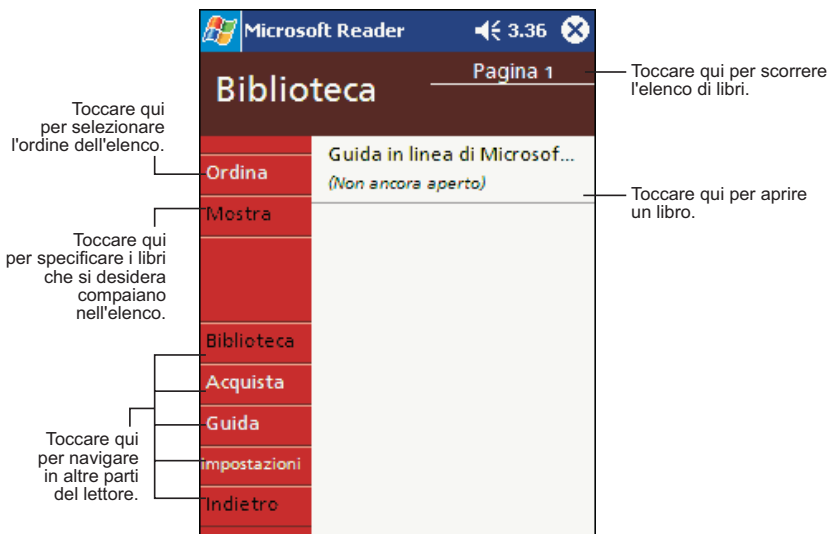 Microsoft Reader 3.36
Biblioteca
Pagina 1
Toccare qui per scorrere
l'elenco di libri.
Toccare qui
per selezionare
l'ordine dell'elenco.
Guida in linea di Microsof...
(Non ancora aperto)
Ordina
Toccare qui per aprire
un libro.
Mostra
Toccare qui
per specificare i libri
che si desidera
compaiano
nell'elenco.
Biblioteca
Acquista
Guida
impostazioni
Indietro
Toccare qui
per navigare
in altre parti
del lettore.